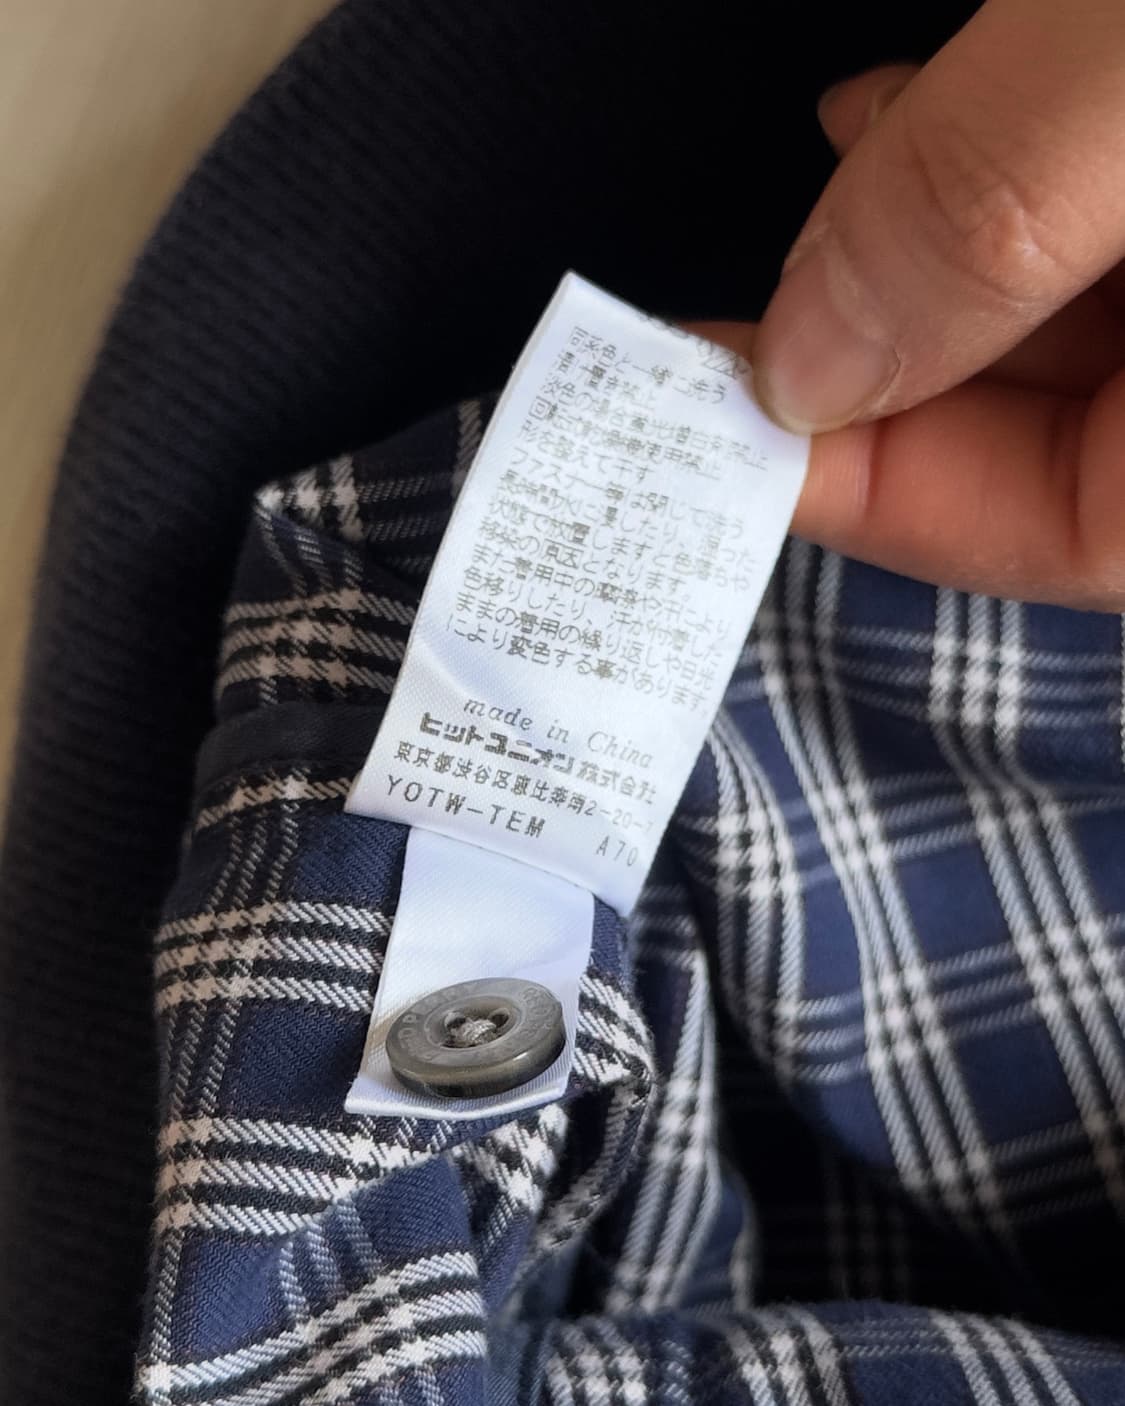 同系色と一緒に洗う
漬け置き禁止
淡色の場合蛍光増白剤禁止
回転式乾燥機使用禁止
形を整えて干す
ファスナー等は閉じて洗う
長時間水に浸したり、湿った
状態で放置しますと色落ちや
移染の原因となります。
また着用中の摩擦や汗により
色移りしたり、汗が付着した
ままの着用の繰り返しや日光
により変色する事があります。
made in China
ヒットユニオン株式会社
東京都渋谷区恵比寿南2-20-7
YOTW-TEM A70